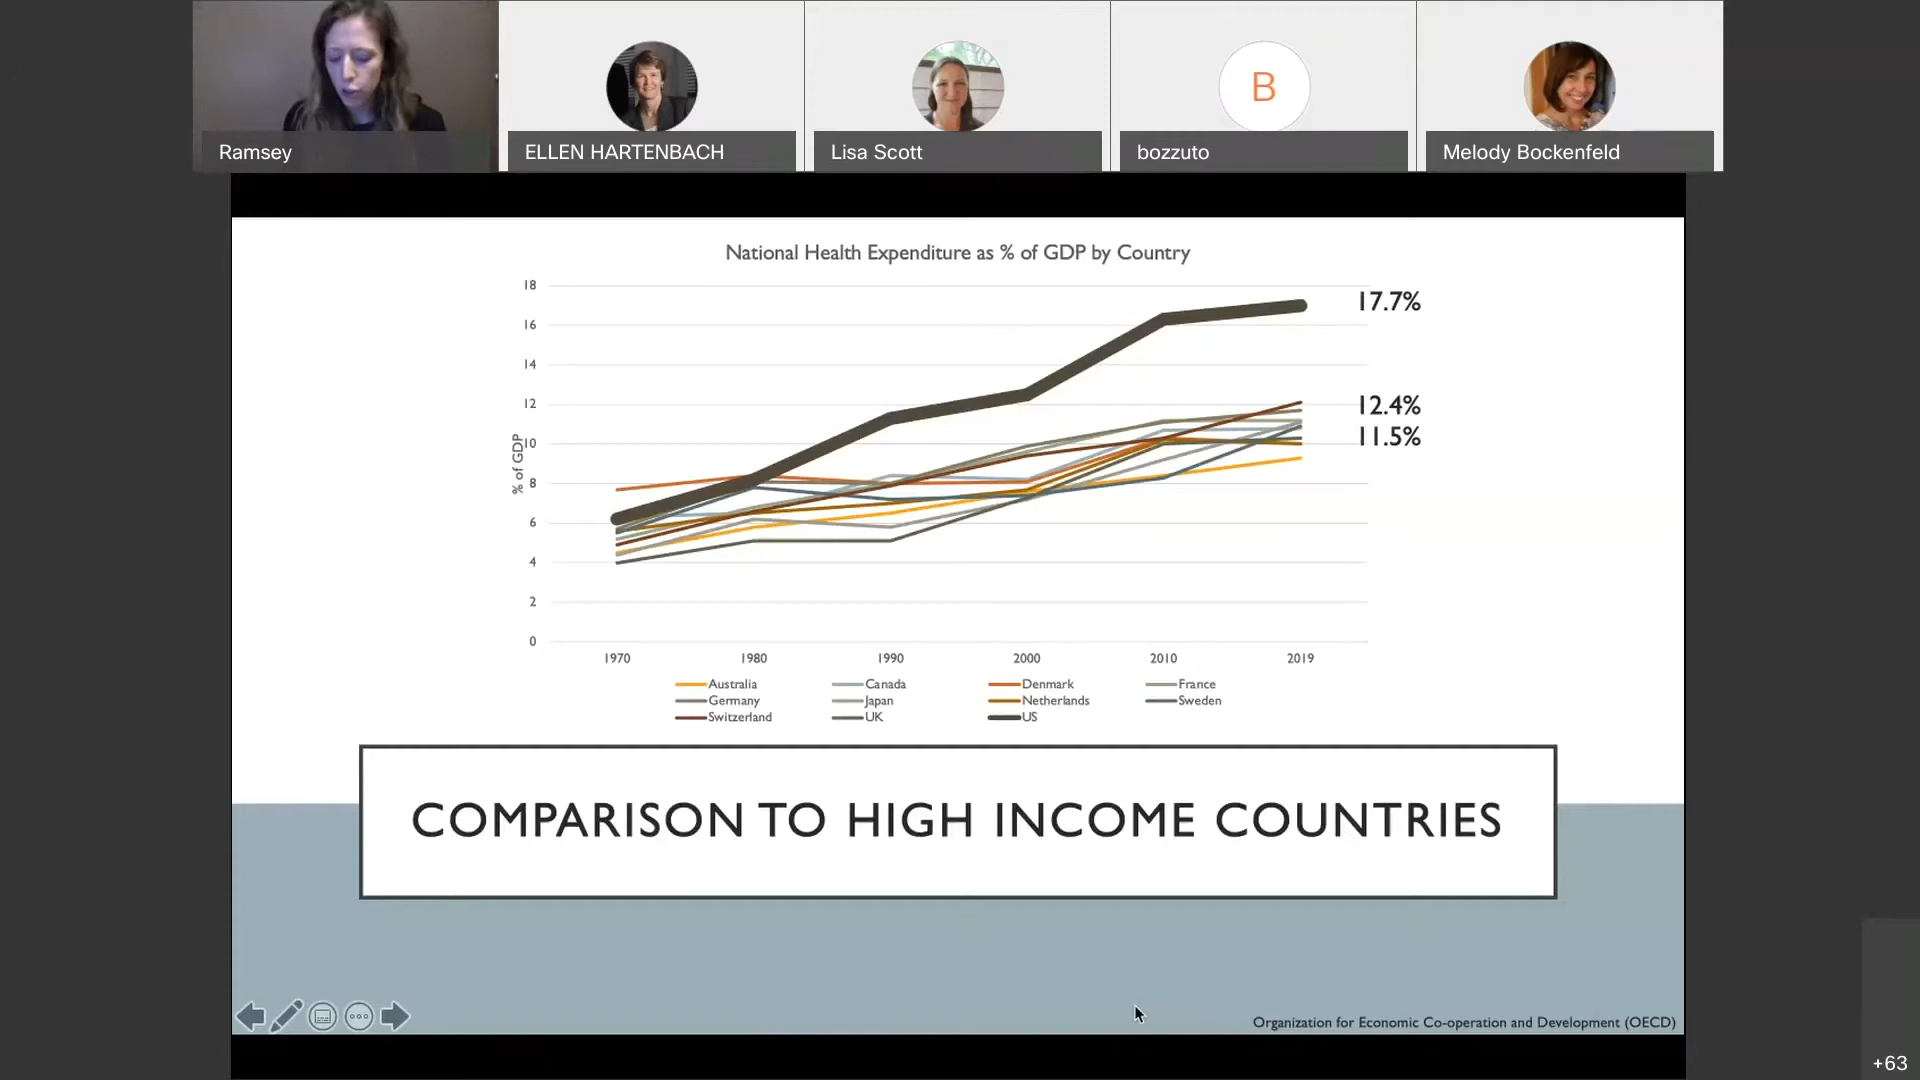 Ramsey
ELLEN HARTENBACH
Lisa Scott
B
bozzuto
Melody Bockenfeld
National Health Expenditure as % of GDP by Country
18
16
14
12
10
8
6
4
2
0
% of GDP
17.7%
12.4%
11.5%
1970 1980 1990 2000 2010 2019
Australia Canada Denmark France
Germany Japan Netherlands Sweden
Switzerland UK US
COMPARISON TO HIGH INCOME COUNTRIES
Organization for Economic Co-operation and Development (OECD)
+63